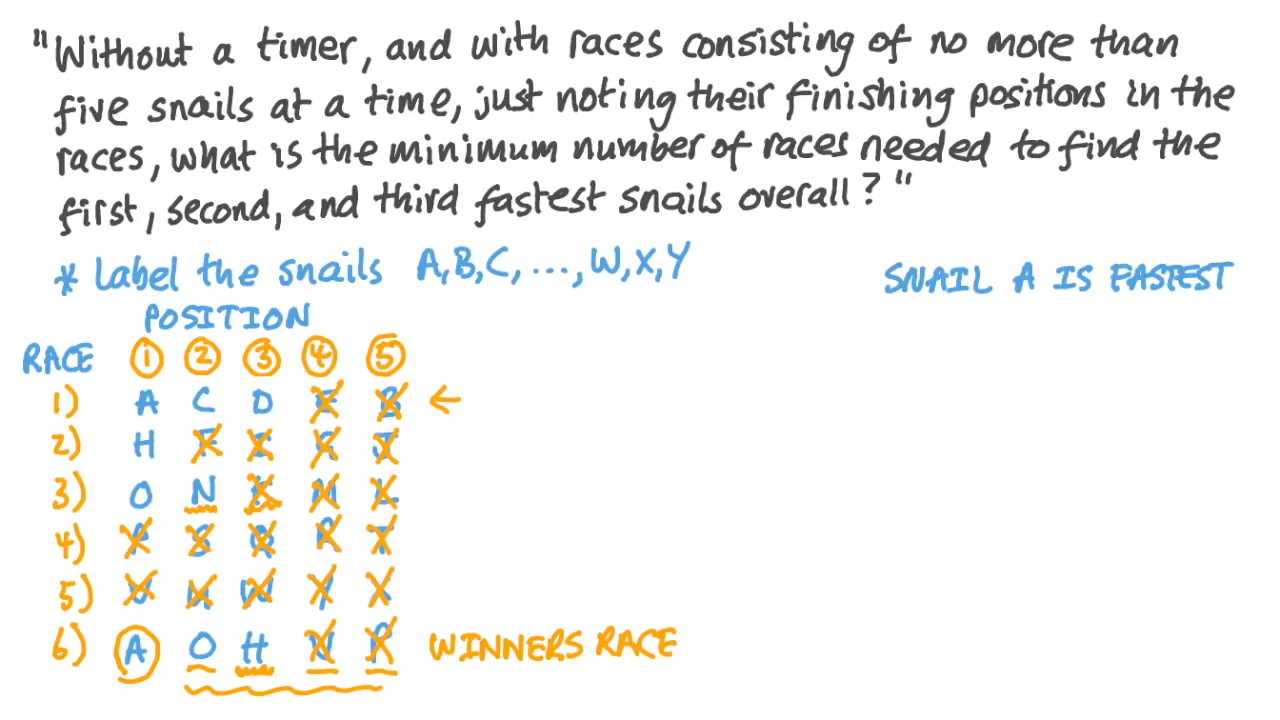 "Without a timer, and with races consisting of no more than
five snails at a time, just noting their finishing positions in the
races, what is the minimum number of races needed to find the
first, second, and third fastest snails overall?"
* Label the snails A, B, C, ..., W, X, Y
SNAIL A IS FASTEST
POSITION
RACE 1 2 3 4 5
1) A C D E B ←
2) H F G J
3) O N K M L
4) P S Q R T
5) W Y X
6) A O H P WINNERS RACE